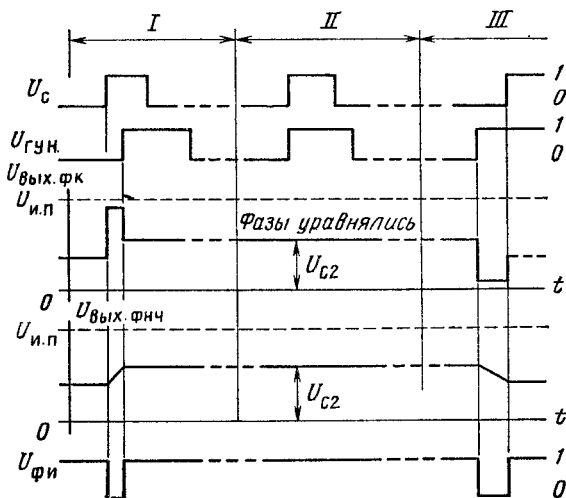 I II III
U_c 1
0
U_ГУН. 1
0
U_вых.фк
U_и.п
Фазы уравнялись
U_C2
0 t
U_вых.фнч
U_и.п
U_C2
0 t
U_фи 1
0